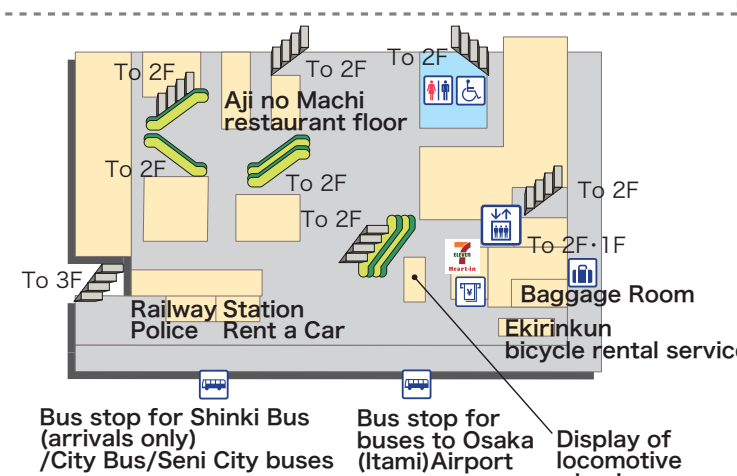 To 2F
To 2F
To 2F
Aji no Machi
restaurant floor
To 2F
To 2F
To 2F
To 2F
To 2F・1F
ELEVEN
Heart-in
To 3F
Baggage Room
Railway Station
Police Rent a Car
Ekirinkun
bicycle rental service
Bus stop for Shinki Bus
(arrivals only)
/City Bus/Seni City buses
Bus stop for
buses to Osaka
(Itami)Airport
Display of
locomotive